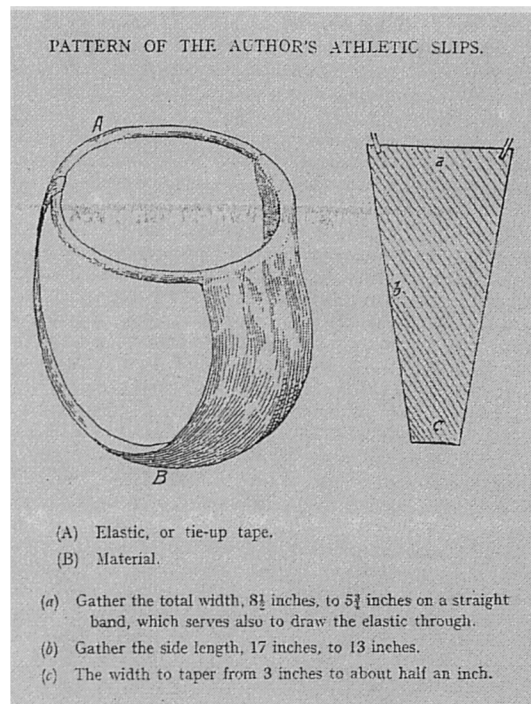 PATTERN OF THE AUTHOR'S ATHLETIC SLIPS.
A
a
b
c
B
(A) Elastic, or tie-up tape.
(B) Material.
(a) Gather the total width, 8½ inches, to 5¾ inches on a straight
band, which serves also to draw the elastic through.
(b) Gather the side length, 17 inches, to 13 inches.
(c) The width to taper from 3 inches to about half an inch.